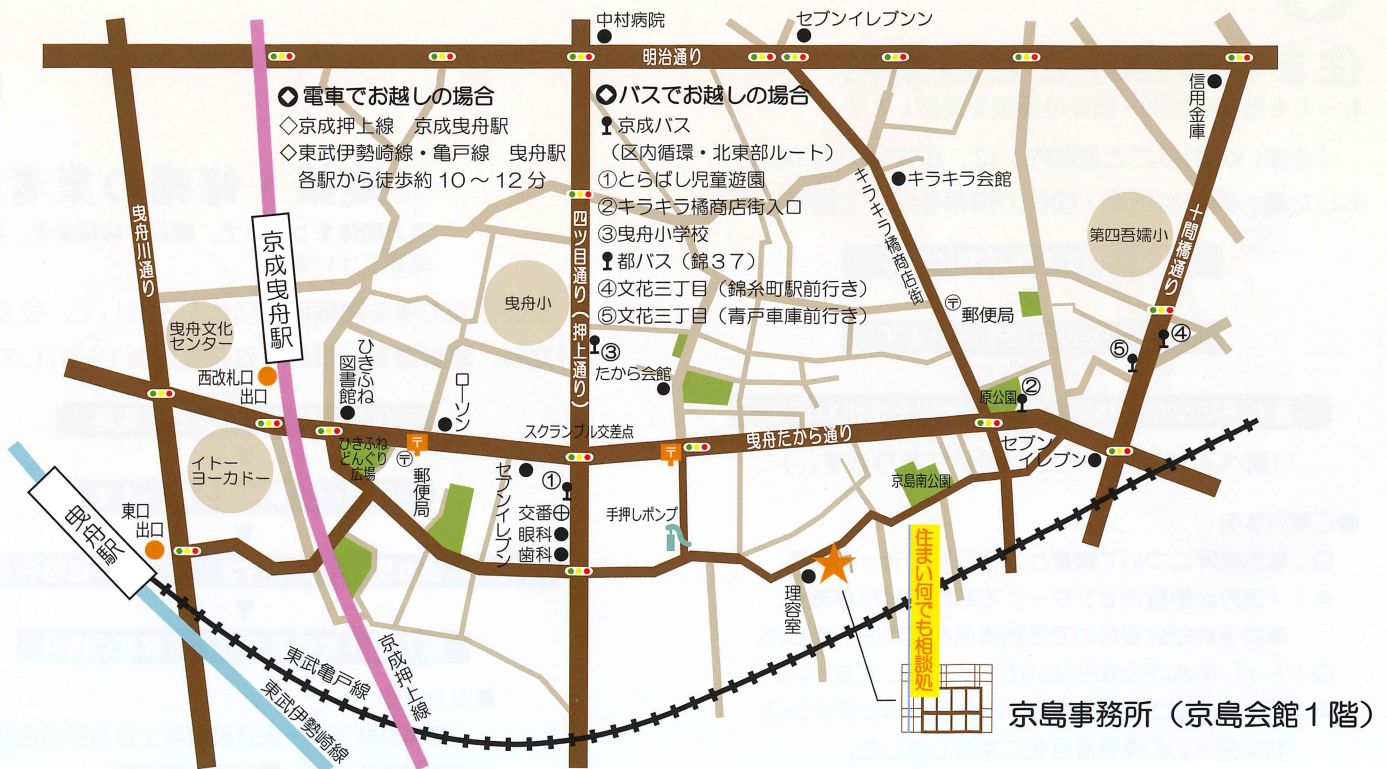 中村病院
セブンイレブンン
明治通り
信用金庫
◇電車でお越しの場合
◇京成押上線 京成曳舟駅
◇東武伊勢崎線・亀戸線 曳舟駅
各駅から徒歩約10～12分
◇バスでお越しの場合
京成バス
(区内循環・北東部ルート)
①とらばし児童遊園
②キラキラ橘商店街入口
③曳舟小学校
都バス(錦37)
④文花三丁目(錦糸町駅前行き)
⑤文花三丁目(青戸車庫前行き)
曳舟川通り
京成曳舟駅
四ツ目通り(押上通り)
キラキラ会館
キラキラ橘商店街
第四吾嬬小
十間橋通り
曳舟文化
センター
曳舟小
〒郵便局
③
たから会館
④
⑤
西改札口
出口
ひきふね
図書館
ローソン
原公園
②
スクランブル交差点
曳舟たから通り
〒
〒
セブン
イレブン
イトー
ヨーカドー
ひきふね
どんぐり
広場
〒郵便局
セブンイレブン
①
交番
眼科
歯科
手押しポンプ
京島南公園
東口
出口
曳舟駅
理容室
住まい何でも相談処
東武亀戸線
東武伊勢崎線
京成押上線
京島事務所(京島会館1階)